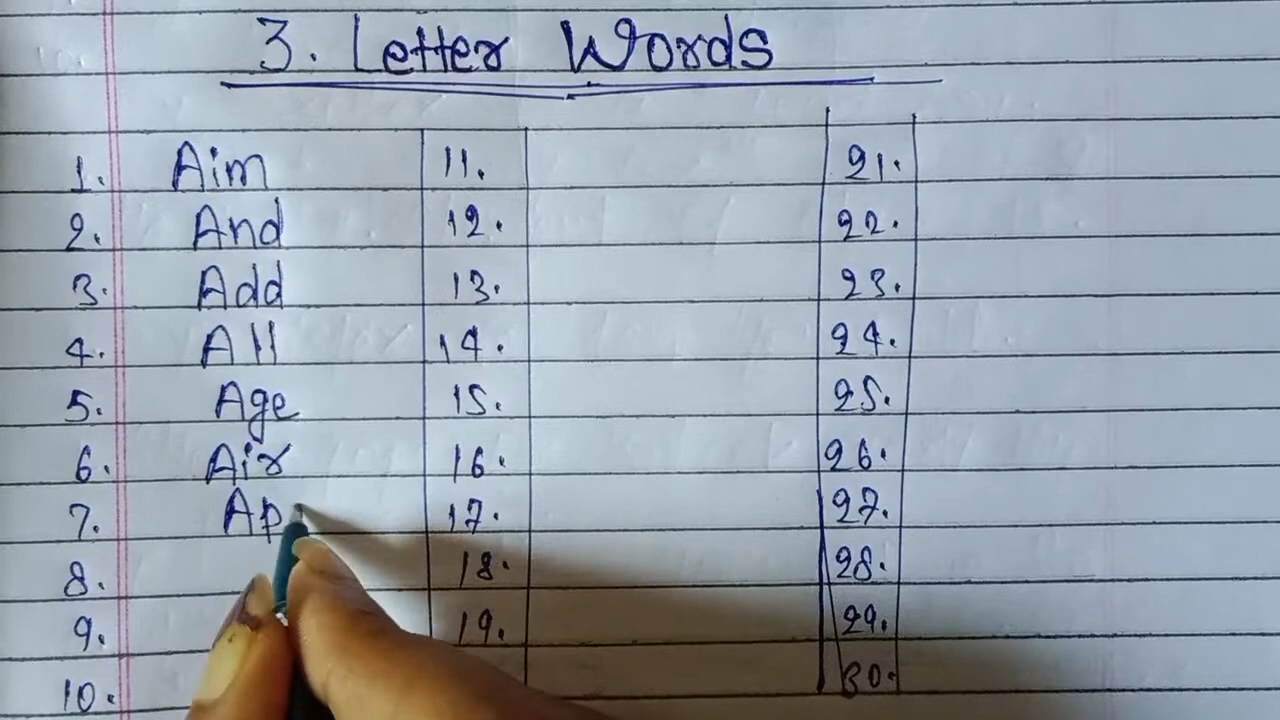 3. Letter Words
1. Aim 11. 21.
2. And 12. 22.
3. Add 13. 23.
4. All 14. 24.
5. Age 15. 25.
6. Air 16. 26.
7. Ap 17. 27.
8. 18. 28.
9. 19. 29.
10. 30.